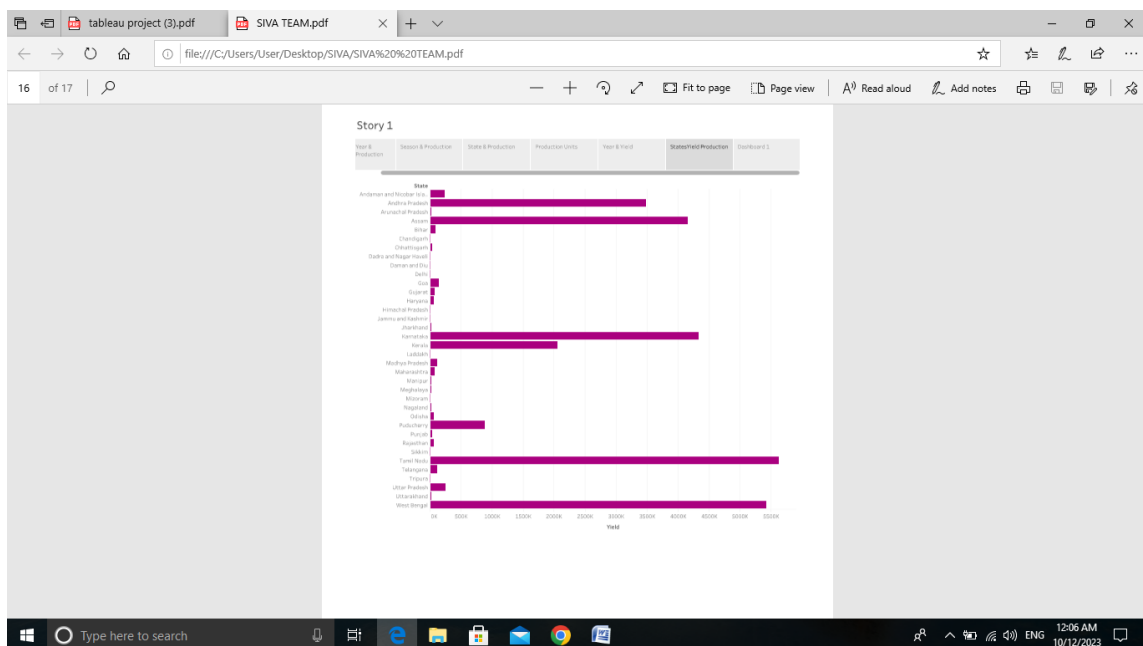 tableau project (3).pdf
SIVA TEAM.pdf
file:///C:/Users/User/Desktop/SIVA/SIVA%20%20TEAM.pdf
16 of 17
Fit to page
Page view
Read aloud
Add notes
Story 1
Year & Production
Season & Production
State & Production
Production Units
Year & Yield
StatesYield Production
Dashboard 1
State
Andaman and Nicobar Isla..
Andhra Pradesh
Arunachal Pradesh
Assam
Bihar
Chandigarh
Chhattisgarh
Dadra and Nagar Haveli
Daman and Diu
Delhi
Goa
Gujarat
Haryana
Himachal Pradesh
Jammu and Kashmir
Jharkhand
Karnataka
Kerala
Laddakh
Madhya Pradesh
Maharashtra
Manipur
Meghalaya
Mizoram
Nagaland
Odisha
Puducherry
Punjab
Rajasthan
Sikkim
Tamil Nadu
Telangana
Tripura
Uttar Pradesh
Uttarakhand
West Bengal
0K 500K 1000K 1500K 2000K 2500K 3000K 3500K 4000K 4500K 5000K 5500K
Yield
Type here to search
ENG
12:06 AM
10/12/2023